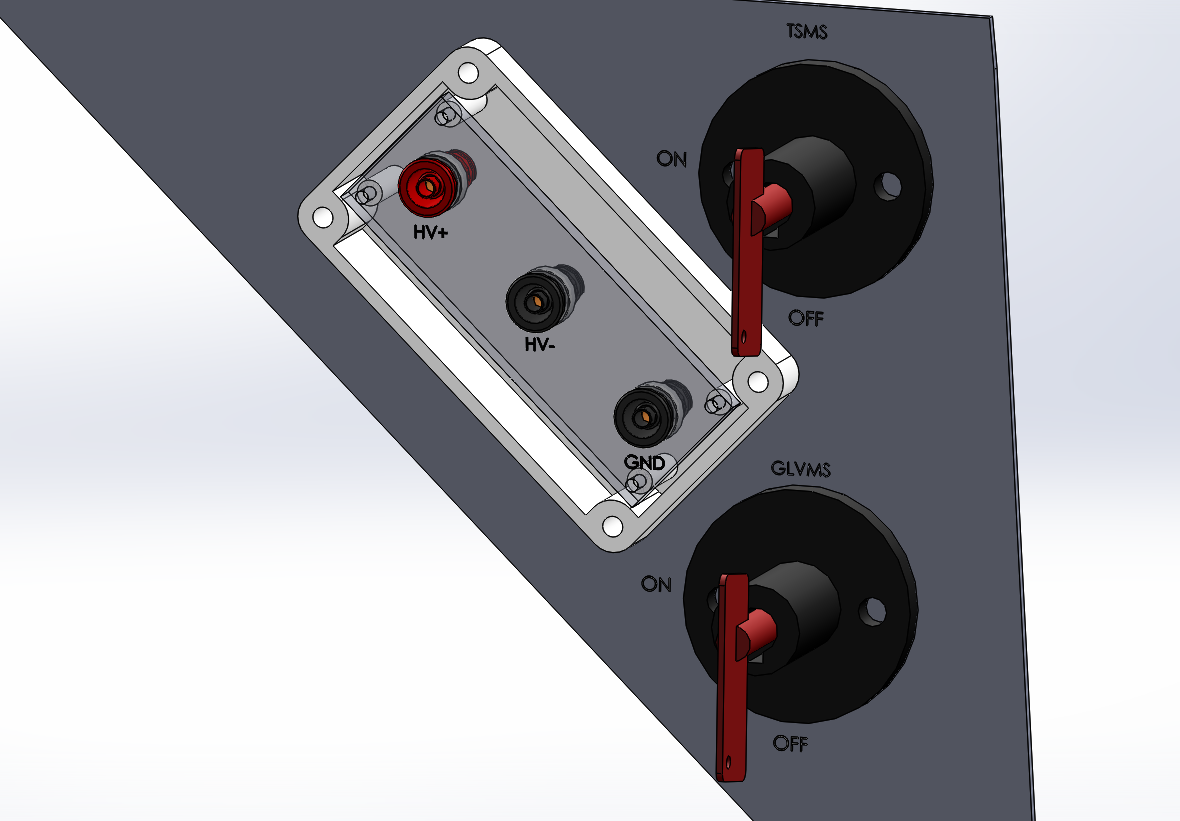 TSMS
ON
OFF
HV+
HV-
GND
GLVMS
ON
OFF